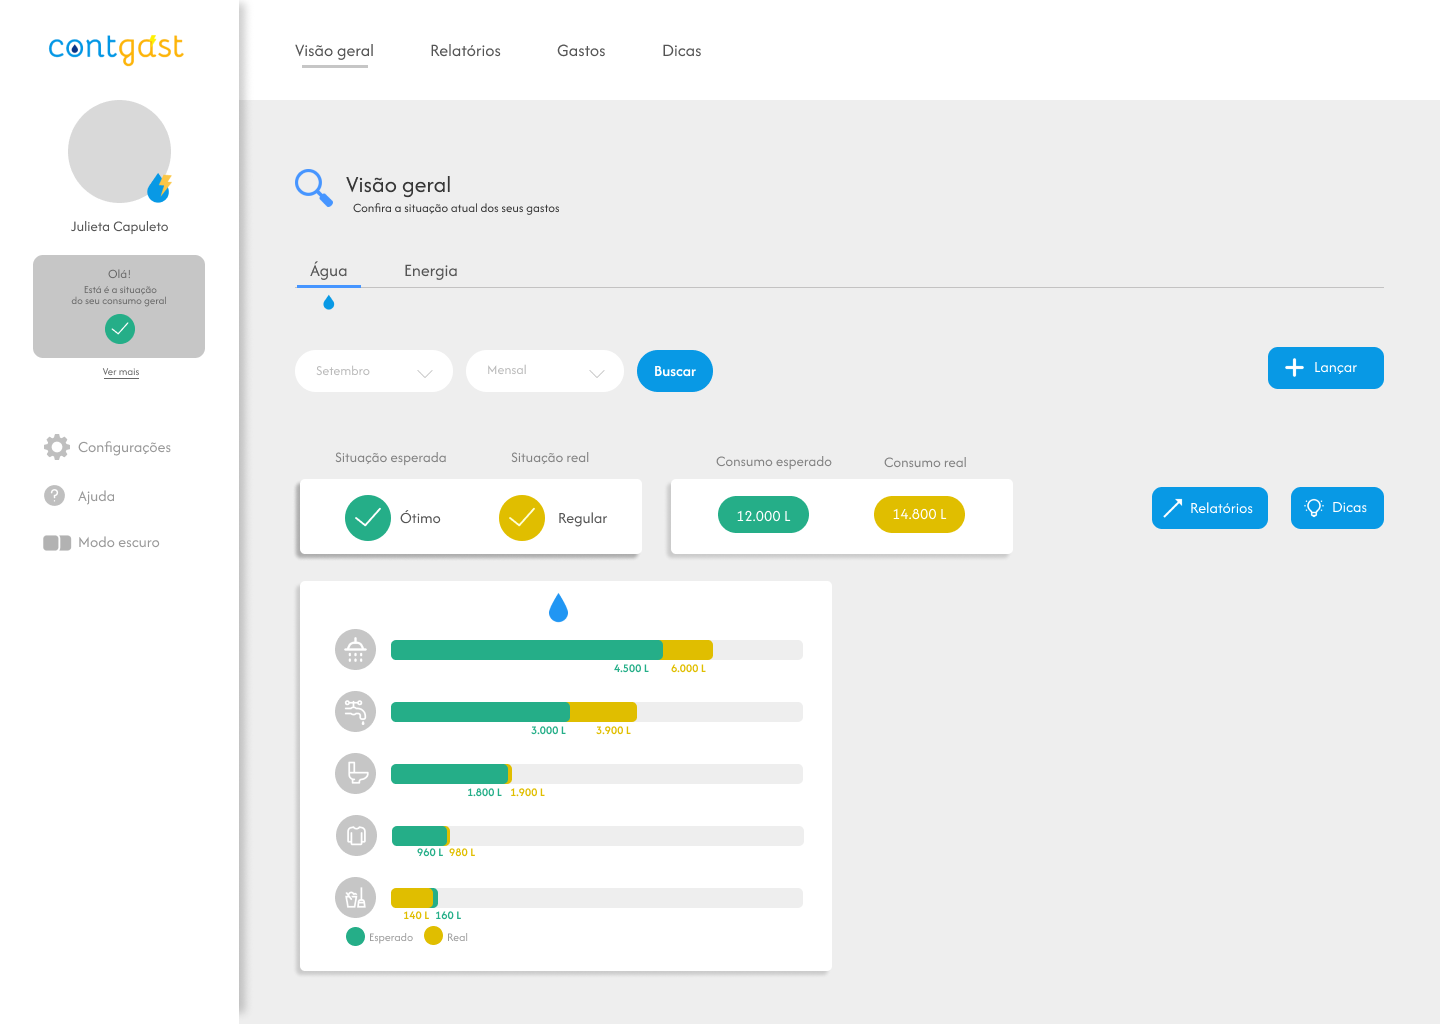 contgast
Julieta Capuleto
Olá!
Está é a situação
do seu consumo geral
Ver mais
Configurações
Ajuda
Modo escuro
Visão geral
Relatórios
Gastos
Dicas
Visão geral
Confira a situação atual dos seus gastos
Água
Energia
Setembro
Mensal
Buscar
Lançar
Situação esperada
Situação real
Ótimo
Regular
Consumo esperado
Consumo real
12.000 L
14.800 L
Relatórios
Dicas
4.500 L
6.000 L
3.000 L
3.900 L
1.800 L
1.900 L
960 L
980 L
140 L
160 L
Esperado
Real